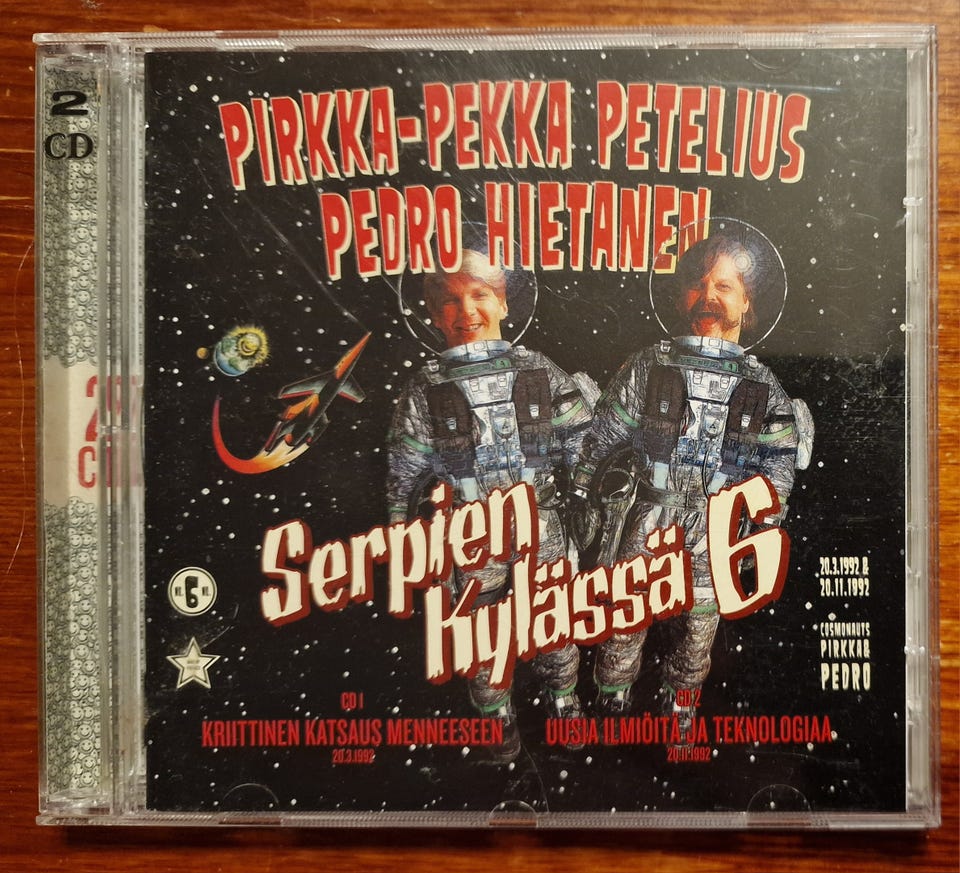 2
CD
PIRKKA-PEKKA PETELIUS
PEDRO HIETANEN
Serpien
Kylässä 6
6
20.3.1992 &
20.11.1992
COSMONAUTS
PIRKKA&
PEDRO
CD 1
KRIITTINEN KATSAUS MENNEESEEN
20.3.1992
CD 2
UUSIA ILMIÖITÄ JA TEKNOLOGIAA
20.11.1992